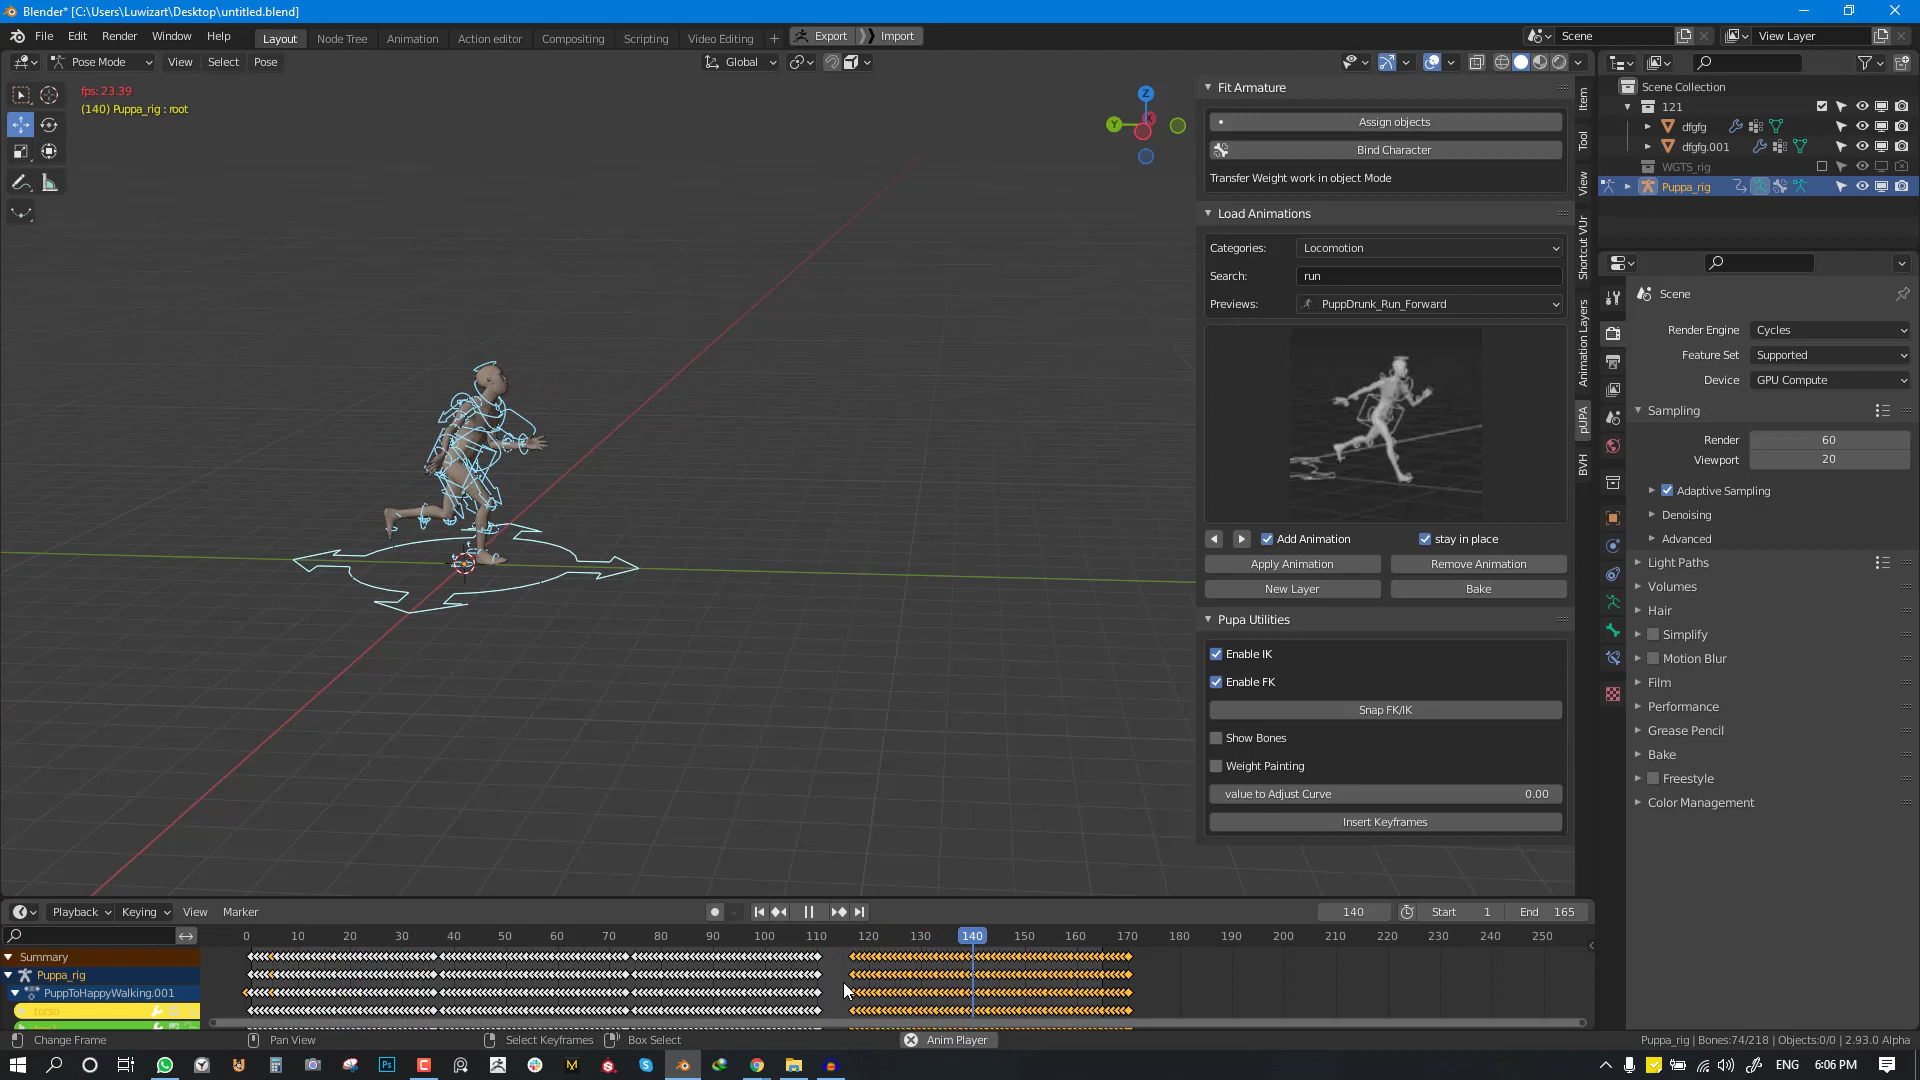 Blender* [C:\Users\Luwizart\Desktop\untitled.blend]
File Edit Render Window Help Layout Node Tree Animation Action editor Compositing Scripting Texture Video Editing + Export Import Scene View Layer
Pose Mode View Select Pose Global
fps: 23.39
(140) Puppa_rig : root
Z
Y
Fit Armature
Assign objects
Bind Character
Transfer Weight work in object Mode
Load Animations
Categories: Locomotion
Search: run
Previews: PuppDrunk_Run_Forward
Add Animation stay in place
Apply Animation Remove Animation
New Layer Bake
Pupa Utilities
Enable IK
Enable FK
Snap FK/IK
Show Bones
Weight Painting
value to Adjust Curve 0.00
Insert Keyframes
Item
Tool
View
Shortcut VUr
Animation Layers
pUPA
BVH
Scene Collection
121
dfgfg
dfgfg.001
WGTS_rig
Puppa_rig
Scene
Render Engine Cycles
Feature Set Supported
Device GPU Compute
Sampling
Render 60
Viewport 20
Adaptive Sampling
Denoising
Advanced
Light Paths
Volumes
Hair
Simplify
Motion Blur
Film
Performance
Grease Pencil
Bake
Freestyle
Color Management
Playback Keying View Marker 140 Start 1 End 165
0 10 20 30 40 50 60 70 80 90 100 110 120 130 140 150 160 170 180 190 200 210 220 230 240 250
Summary
Puppa_rig
PuppToHappyWalking.001
torso
Change Frame Pan View Select Keyframes Box Select Anim Player Puppa_rig | Bones:74/218 | Objects:0/0 | 2.93.0 Alpha
ENG 6:06 PM